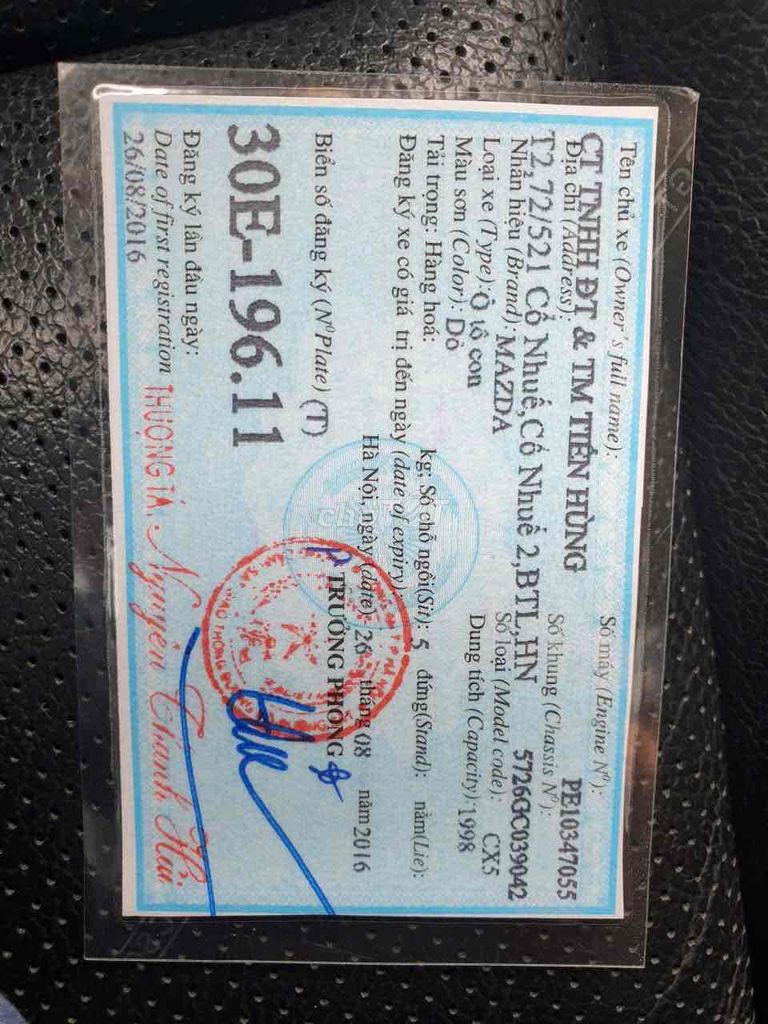 Tên chủ xe (Owner's full name):
Số máy (Engine Nº):
CT TNHH ĐT & TM TIẾN HÙNG
PE10347055
Địa chỉ (Address):
Số khung (Chassis Nº):
T2.72/521 Cổ Nhuế,Cổ Nhuế 2,BTL,HN
5726GC039042
Nhãn hiệu (Brand): MAZDA
Số loại (Model code): CX5
Loại xe (Type): Ô tô con
Dung tích (Capacity): 1998
Màu sơn (Color): Đỏ
Tải trọng: Hàng hoá: kg; Số chỗ ngồi(Sit): 5 đứng(Stand): nằm(Lie):
Đăng ký xe có giá trị đến ngày (date of expiry)
Hà Nội, ngày (date) 26 tháng 08 năm 2016
Biển số đăng ký (NºPlate) (T)
TRƯỞNG PHÒNG
30E-196.11
Đăng ký lần đầu ngày:
Date of first registration
26/08/2016
THƯỢNG TÁ